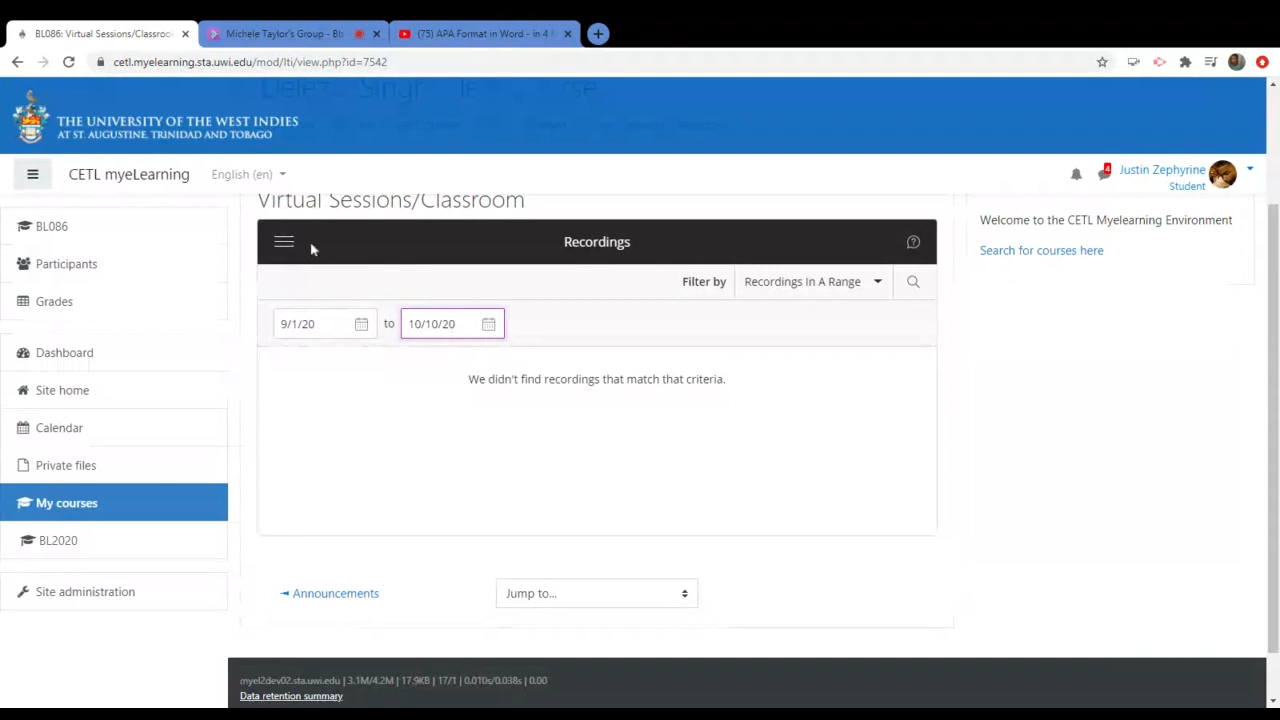 BL086: Virtual Sessions/Classroo
Michele Taylor's Group - Bb
(75) APA Format in Word - in 4
cetl.myelearning.sta.uwi.edu/mod/lti/view.php?id=7542
THE UNIVERSITY OF THE WEST INDIES
AT ST. AUGUSTINE, TRINIDAD AND TOBAGO
CETL myeLearning
English (en)
4
Justin Zephyrine
Student
BL086
Participants
Grades
Dashboard
Site home
Calendar
Private files
My courses
BL2020
Site administration
Virtual Sessions/Classroom
Recordings
Filter by
Recordings In A Range
9/1/20 to 10/10/20
We didn't find recordings that match that criteria.
◄ Announcements
Jump to...
Welcome to the CETL Myelearning Environment
Search for courses here
myel2dev02.sta.uwi.edu | 3.1M/4.2M | 17.9KB | 17/1 | 0.010s/0.038s | 0.00
Data retention summary